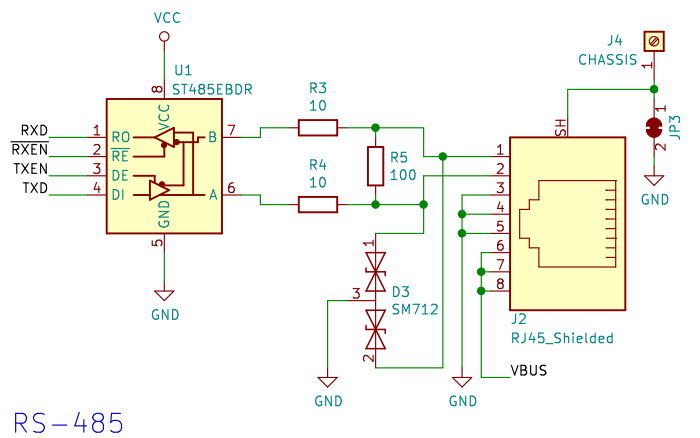 VCC
J4
CHASSIS
1
U1
ST485EBDR
8
VCC
R3
10
SH
1
JP3
2
RXD
1
RO
B
7
RXEN
2
RE
TXEN
3
DE
TXD
4
DI
A
6
GND
5
R4
10
R5
100
1
2
3
4
5
6
7
8
GND
GND
1
3
D3
SM712
2
J2
RJ45_Shielded
VBUS
GND
GND
RS-485